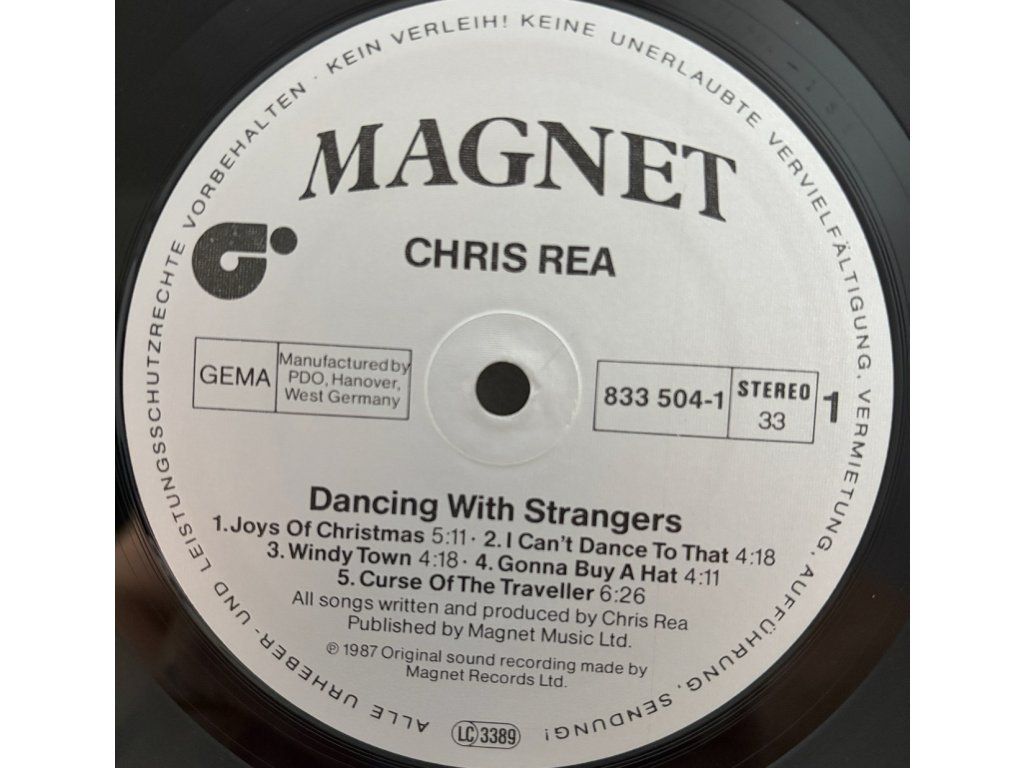 ALLE URHEBER- UND LEISTUNGSSCHUTZRECHTE VORBEHALTEN · KEIN VERLEIH! KEINE UNERLAUBTE VERVIELFÄLTIGUNG, VERMIETUNG, AUFFÜHRUNG, SENDUNG!
MAGNET
CHRIS REA
GEMA
Manufactured by
PDO, Hanover,
West Germany
833 504-1
STEREO
33
1
Dancing With Strangers
1. Joys Of Christmas 5:11 · 2. I Can't Dance To That 4:18
3. Windy Town 4:18 · 4. Gonna Buy A Hat 4:11
5. Curse Of The Traveller 6:26
All songs written and produced by Chris Rea
Published by Magnet Music Ltd.
℗ 1987 Original sound recording made by
Magnet Records Ltd.
LC 3389